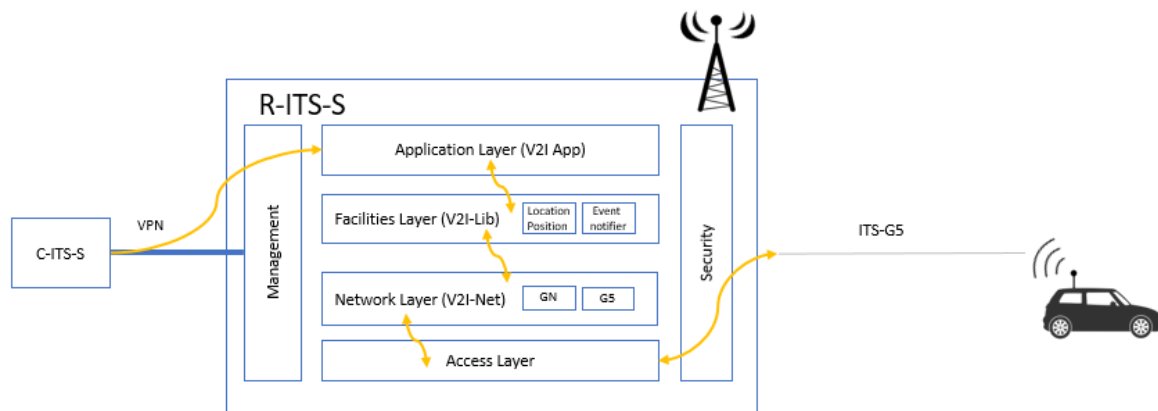 R-ITS-S
Application Layer (V2I App)
Facilities Layer (V2I-Lib)
Location
Position
Event
notifier
Network Layer (V2I-Net)
GN
G5
Access Layer
Management
Security
VPN
C-ITS-S
ITS-G5